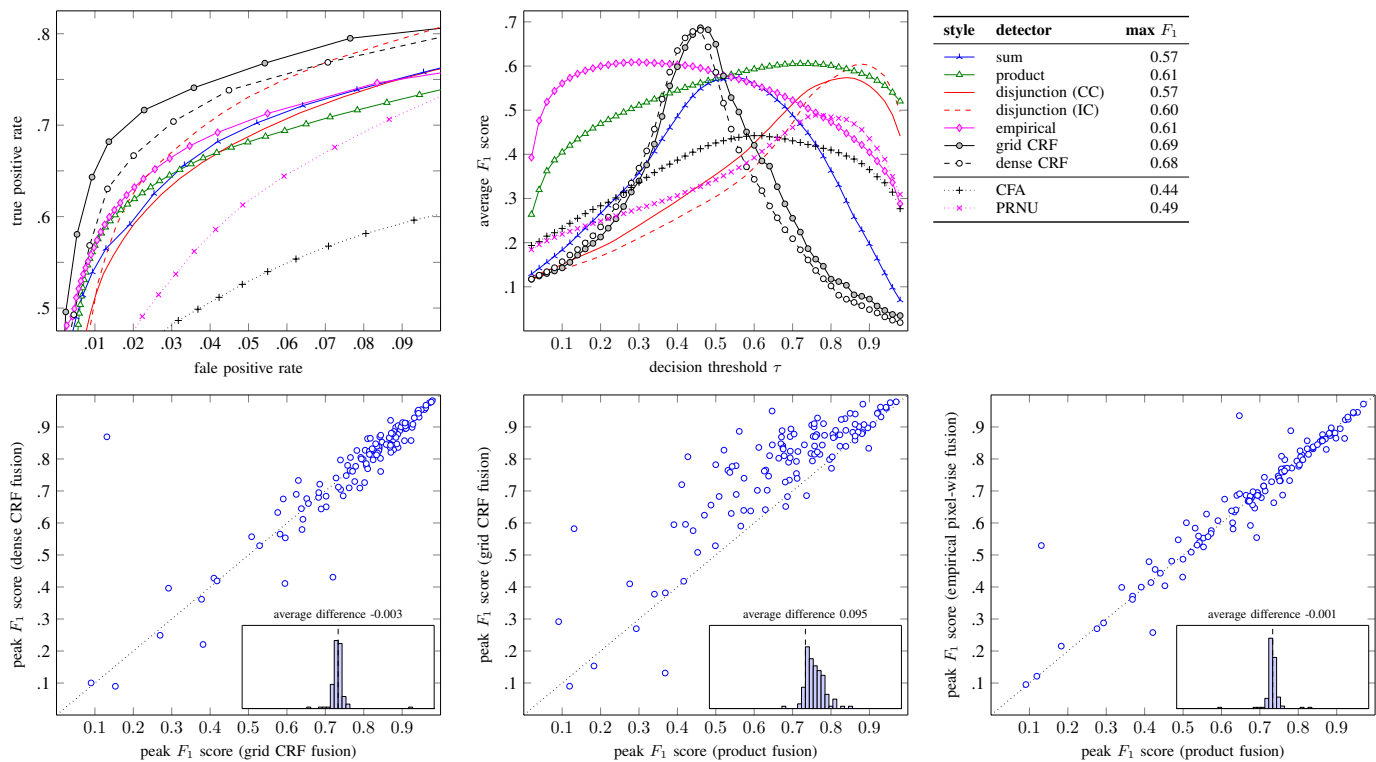 .8
.7
.6
.5
true positive rate
.01 .02 .03 .04 .05 .06 .07 .08 .09
fale positive rate
.7
.6
.5
.4
.3
.2
.1
average F1 score
0.1 0.2 0.3 0.4 0.5 0.6 0.7 0.8 0.9
decision threshold τ
style detector max F1
sum 0.57
product 0.61
disjunction (CC) 0.57
disjunction (IC) 0.60
empirical 0.61
grid CRF 0.69
dense CRF 0.68
CFA 0.44
PRNU 0.49
.9
.8
.7
.6
.5
.4
.3
.2
.1
peak F1 score (dense CRF fusion)
average difference -0.003
0.1 0.2 0.3 0.4 0.5 0.6 0.7 0.8 0.9
peak F1 score (grid CRF fusion)
.9
.8
.7
.6
.5
.4
.3
.2
.1
peak F1 score (grid CRF fusion)
average difference 0.095
0.1 0.2 0.3 0.4 0.5 0.6 0.7 0.8 0.9
peak F1 score (product fusion)
.9
.8
.7
.6
.5
.4
.3
.2
.1
peak F1 score (empirical pixel-wise fusion)
average difference -0.001
0.1 0.2 0.3 0.4 0.5 0.6 0.7 0.8 0.9
peak F1 score (product fusion)